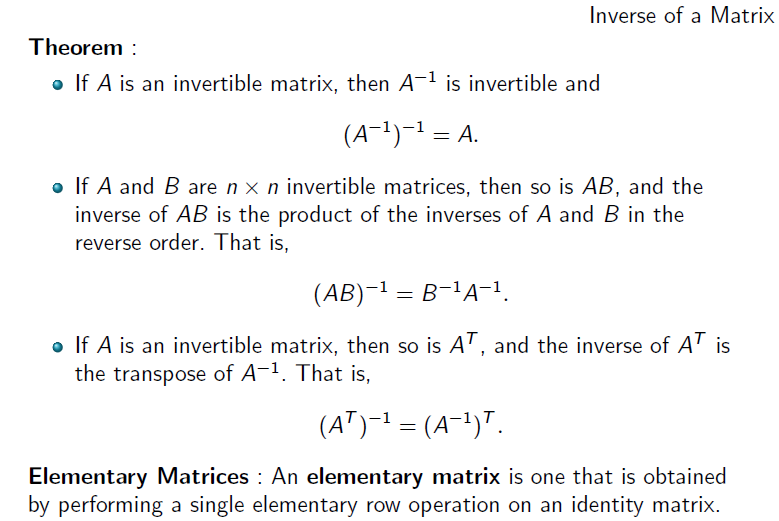 Inverse of a Matrix
Theorem :
If A is an invertible matrix, then A⁻¹ is invertible and
(A⁻¹)⁻¹ = A.
If A and B are n × n invertible matrices, then so is AB, and the
inverse of AB is the product of the inverses of A and B in the
reverse order. That is,
(AB)⁻¹ = B⁻¹A⁻¹.
If A is an invertible matrix, then so is Aᵀ, and the inverse of Aᵀ is
the transpose of A⁻¹. That is,
(Aᵀ)⁻¹ = (A⁻¹)ᵀ.
Elementary Matrices : An elementary matrix is one that is obtained
by performing a single elementary row operation on an identity matrix.